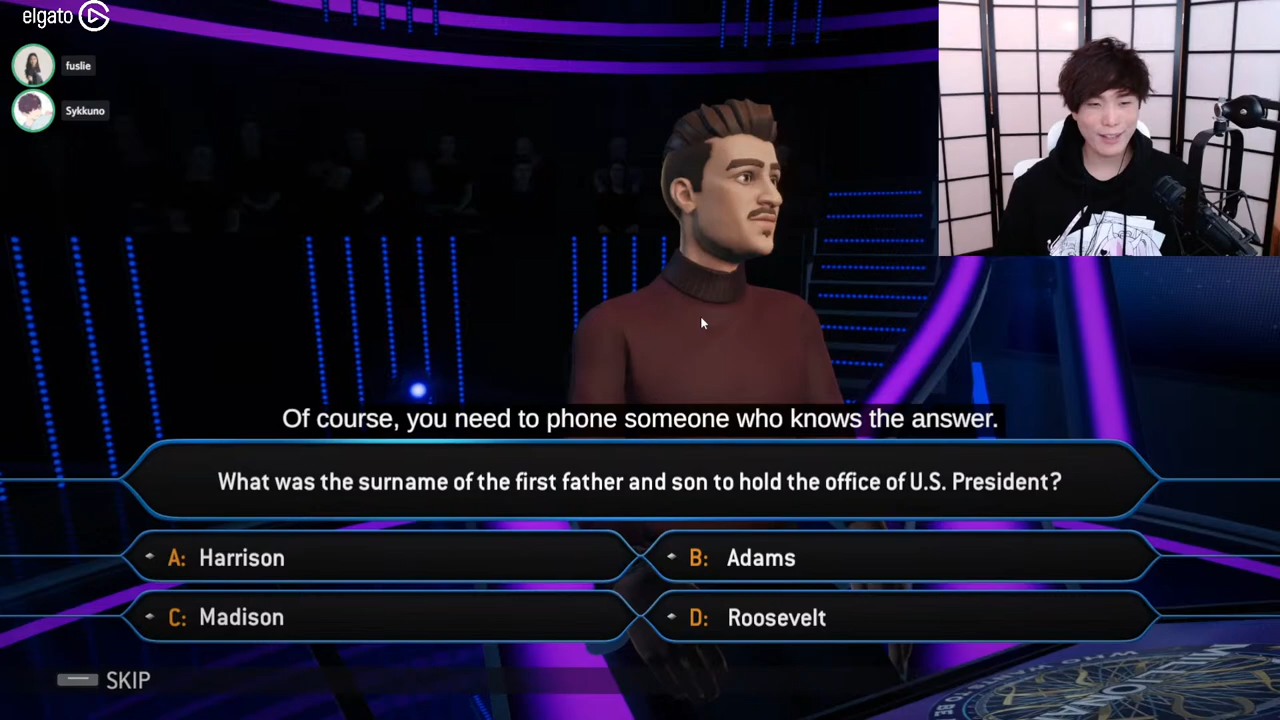 elgato
fuslie
Sykkuno
Of course, you need to phone someone who knows the answer.
What was the surname of the first father and son to hold the office of U.S. President?
A: Harrison
B: Adams
C: Madison
D: Roosevelt
SKIP